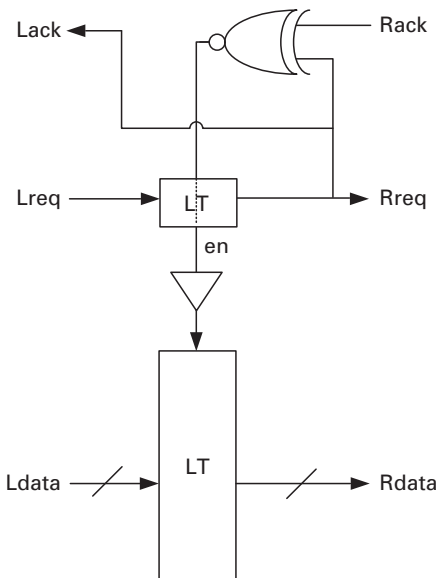 Lack
Rack
Lreq
LT
Rreq
en
LT
Ldata
Rdata